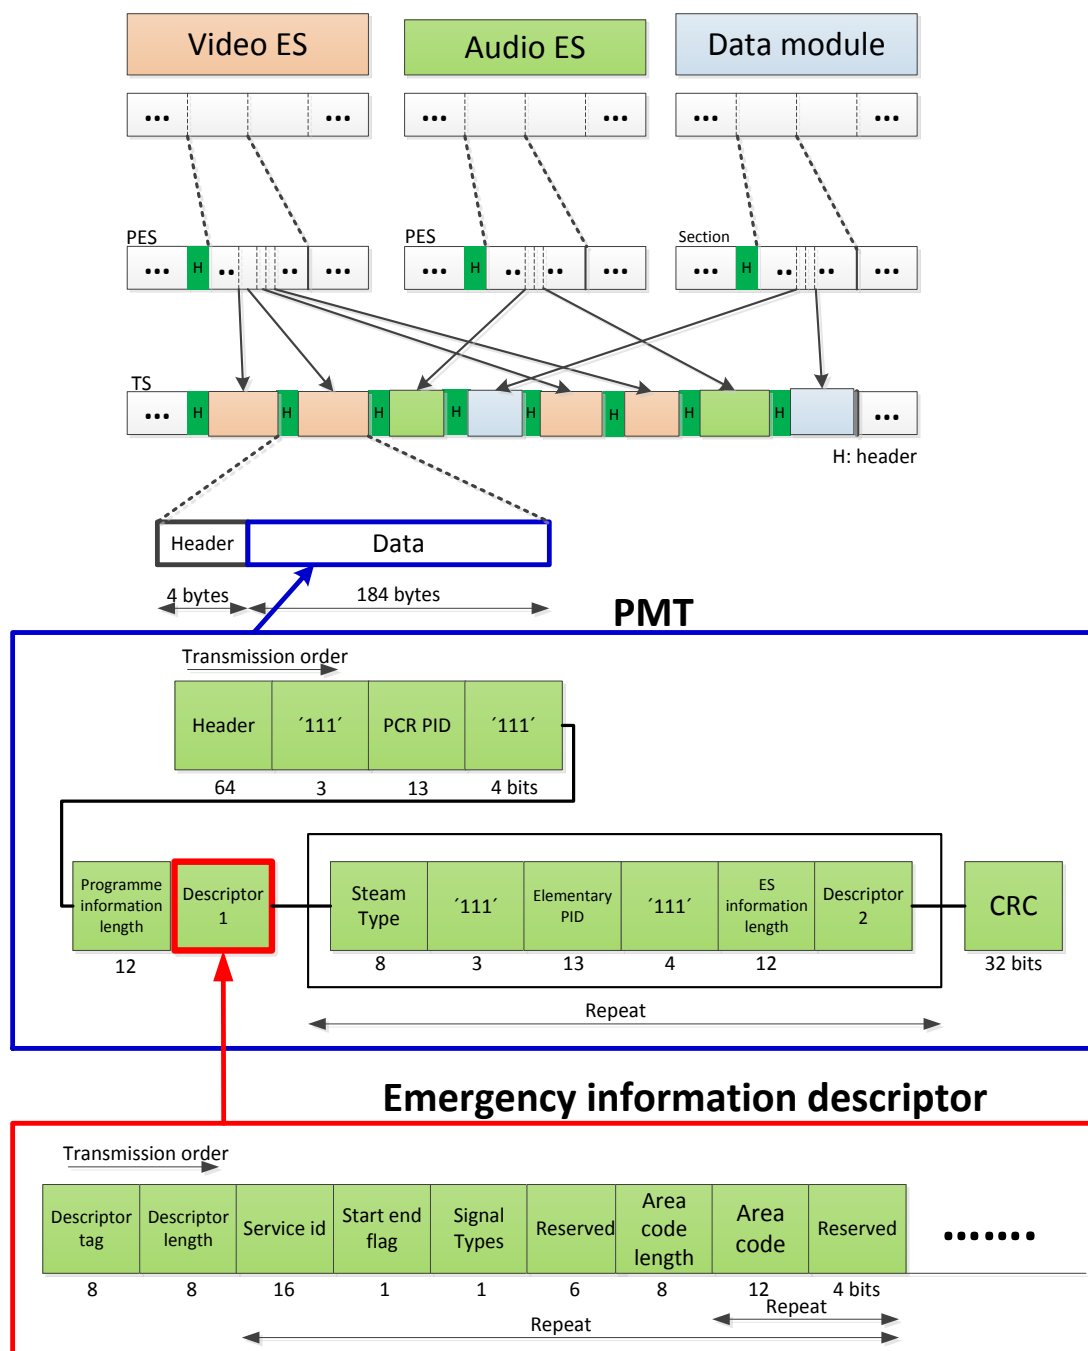 Video ES
Audio ES
Data module
... ...
... ...
... ...
PES
PES
Section
... H .. .. ...
... H .. .. ...
... H .. .. ...
TS
... H H H H H H H H ...
H: header
Header Data
4 bytes 184 bytes
PMT
Transmission order
Header ´111´ PCR PID ´111´
64 3 13 4 bits
Programme
information
length
Descriptor
1
Steam
Type
´111´
Elementary
PID
´111´
ES
information
length
Descriptor
2
CRC
12 8 3 13 4 12 32 bits
Repeat
Emergency information descriptor
Transmission order
Descriptor
tag
Descriptor
length
Service id
Start end
flag
Signal
Types
Reserved
Area
code
length
Area
code
Reserved
.......
8 8 16 1 1 6 8 12 4 bits
Repeat
Repeat